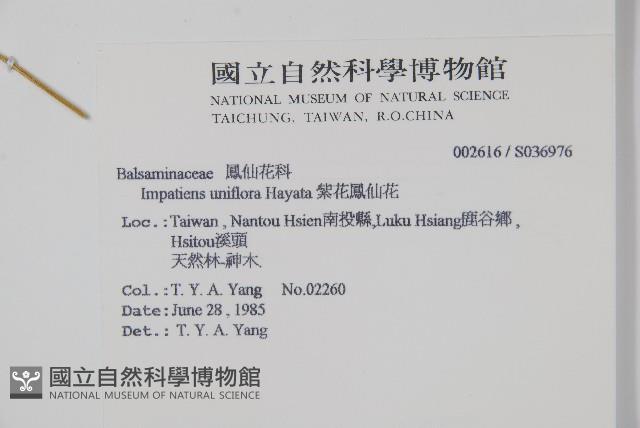 國立自然科學博物館
NATIONAL MUSEUM OF NATURAL SCIENCE
TAICHUNG, TAIWAN, R.O.CHINA
002616 / S036976
Balsaminaceae 鳳仙花科
Impatiens uniflora Hayata 紫花鳳仙花
Loc.: Taiwan , Nantou Hsien南投縣,Luku Hsiang鹿谷鄉 ,
Hsitou溪頭
天然林-神木.
Col.: T. Y. A. Yang No.02260
Date: June 28 , 1985
Det.: T. Y. A. Yang
國立自然科學博物館
NATIONAL MUSEUM OF NATURAL SCIENCE